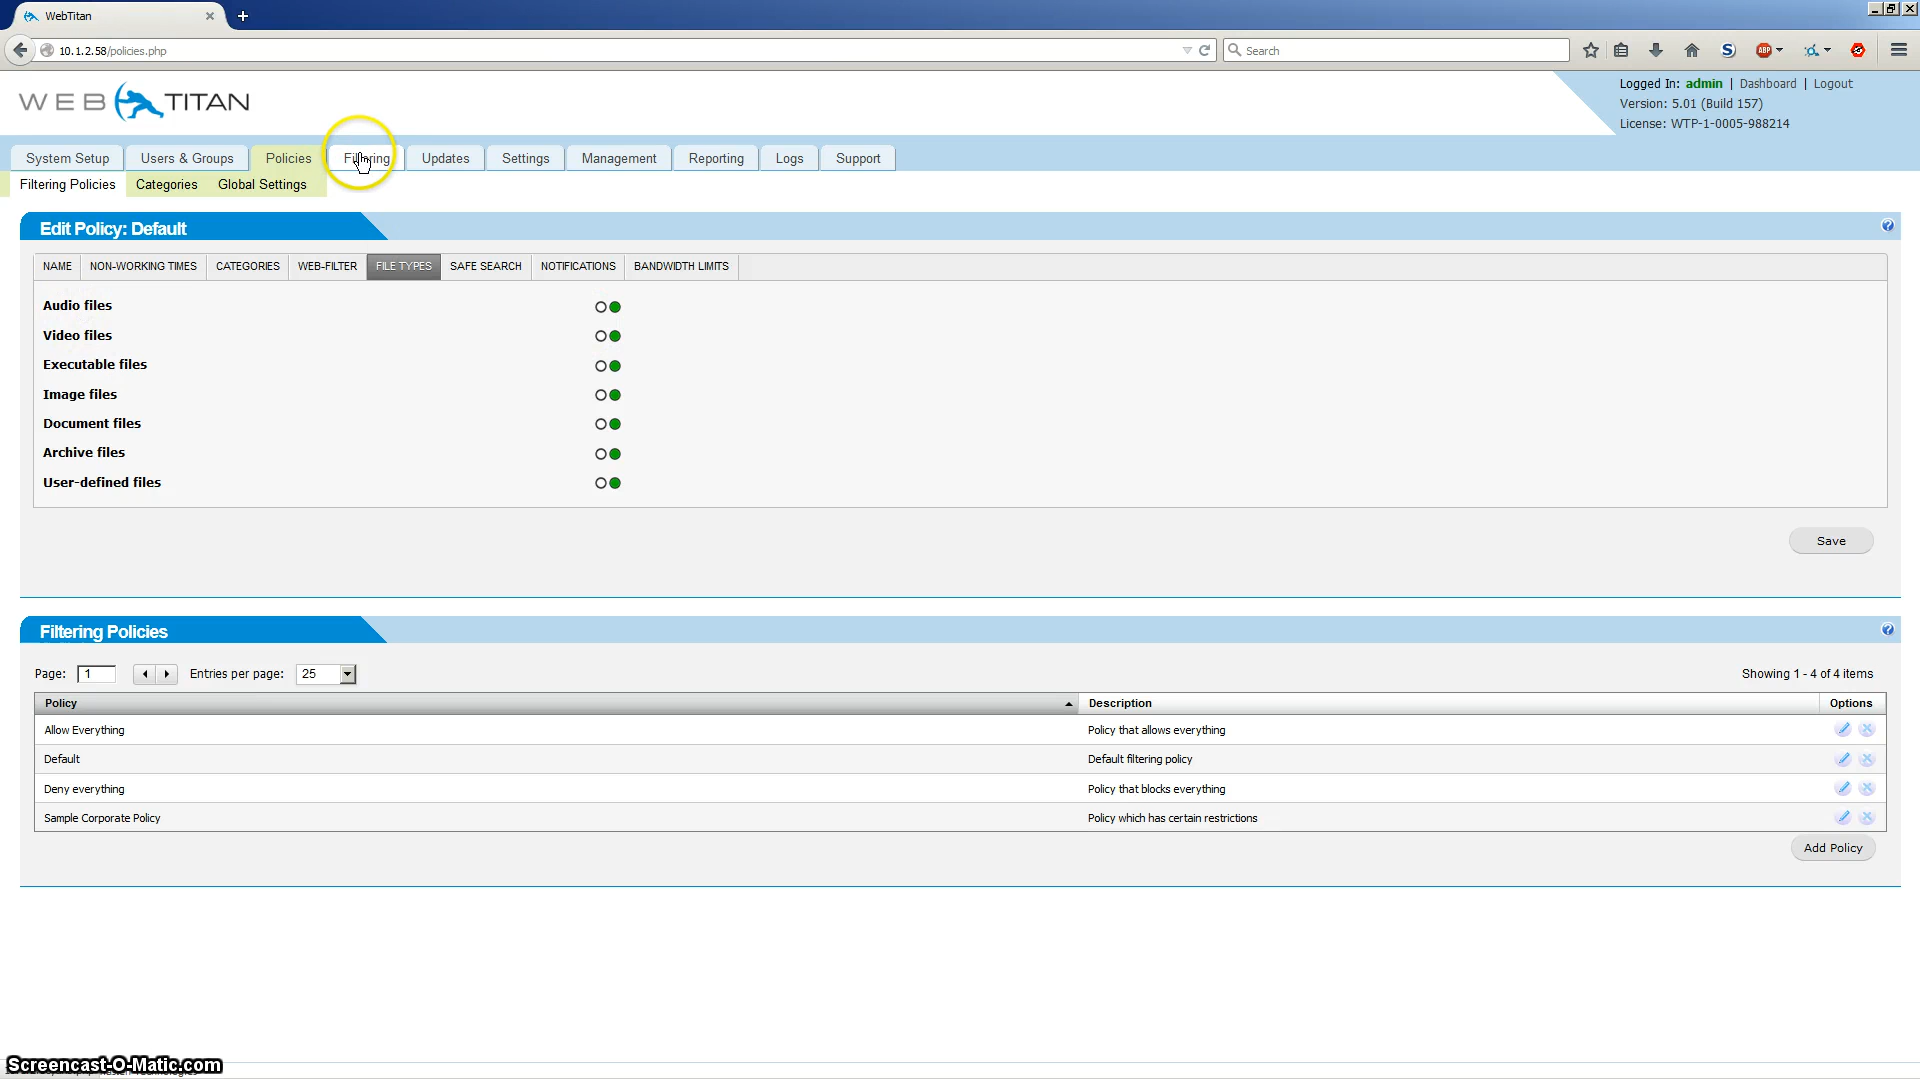 WebTitan
10.1.2.58/policies.php
Search
S
ABP
WEB TITAN
Logged In: admin | Dashboard | Logout
Version: 5.01 (Build 157)
License: WTP-1-0005-988214
System Setup
Users & Groups
Policies
Filtering
Updates
Settings
Management
Reporting
Logs
Support
Filtering Policies
Categories
Global Settings
Edit Policy: Default
NAME
NON-WORKING TIMES
CATEGORIES
WEB-FILTER
FILE TYPES
SAFE SEARCH
NOTIFICATIONS
BANDWIDTH LIMITS
Audio files
Video files
Executable files
Image files
Document files
Archive files
User-defined files
Save
Filtering Policies
Page: 1
Entries per page: 25
Showing 1 - 4 of 4 items
Policy Description Options
Allow Everything Policy that allows everything
Default Default filtering policy
Deny everything Policy that blocks everything
Sample Corporate Policy Policy which has certain restrictions
Add Policy
Screencast-O-Matic.com